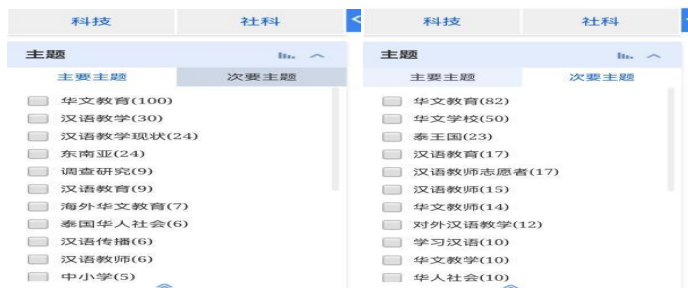 科技 社科
主题
主要主题 次要主题
华文教育(100)
汉语教学(30)
汉语教学现状(24)
东南亚(24)
调查研究(9)
汉语教育(9)
海外华文教育(7)
泰国华人社会(6)
汉语传播(6)
汉语教师(6)
中小学(5)
科技 社科
主题
主要主题 次要主题
华文教育(82)
华文学校(50)
泰王国(23)
汉语教育(17)
汉语教师志愿者(17)
汉语教师(15)
华文教师(14)
对外汉语教学(12)
学习汉语(10)
华文教学(10)
华人社会(10)